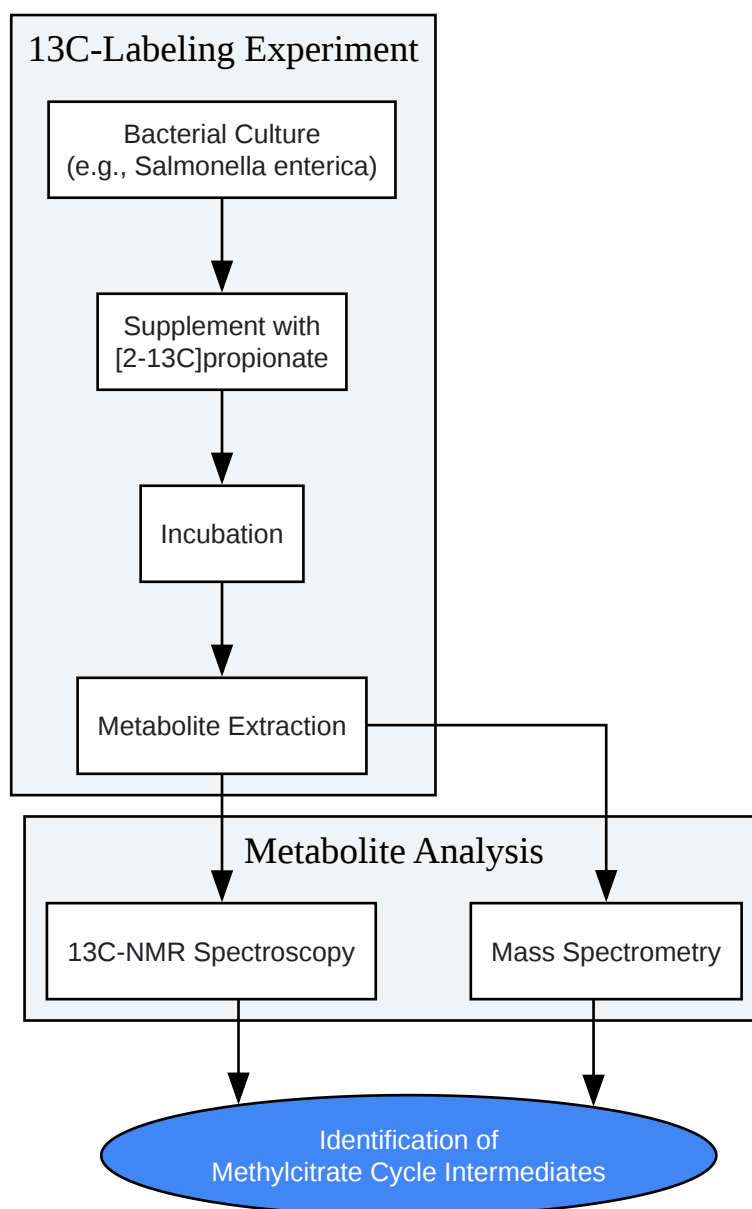 13C-Labeling Experiment
Bacterial Culture
(e.g., Salmonella enterica)
Supplement with
[2-13C]propionate
Incubation
Metabolite Extraction
Metabolite Analysis
13C-NMR Spectroscopy
Mass Spectrometry
Identification of
Methylcitrate Cycle Intermediates